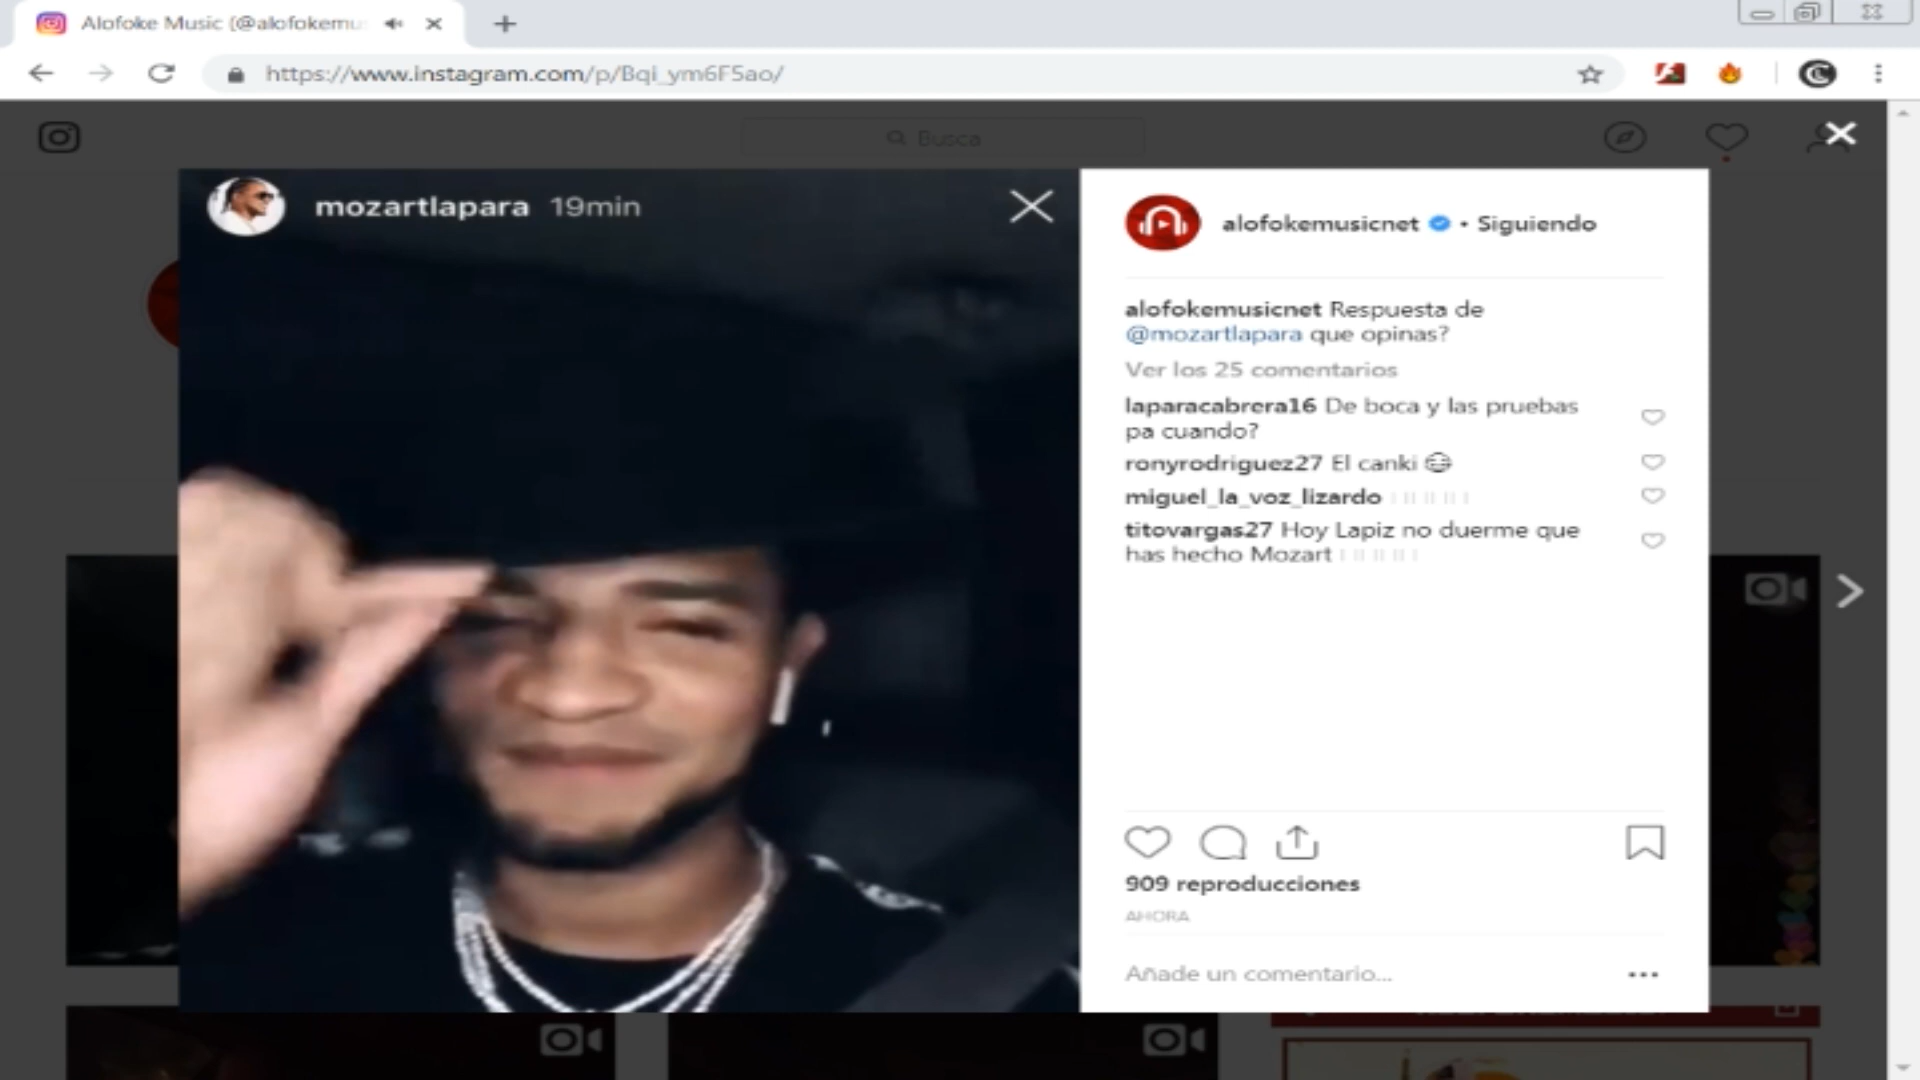 Alofoke Music (@alofokemu
https://www.instagram.com/p/Bqi_ym6F5ao/
Busca
mozartlapara 19min
alofokemusicnet • Siguiendo
alofokemusicnet Respuesta de
@mozartlapara que opinas?
Ver los 25 comentarios
laparacabrera16 De boca y las pruebas
pa cuando?
ronyrodriguez27 El canki 😂
miguel_la_voz_lizardo
titovargas27 Hoy Lapiz no duerme que
has hecho Mozart
909 reproducciones
AHORA
Añade un comentario...